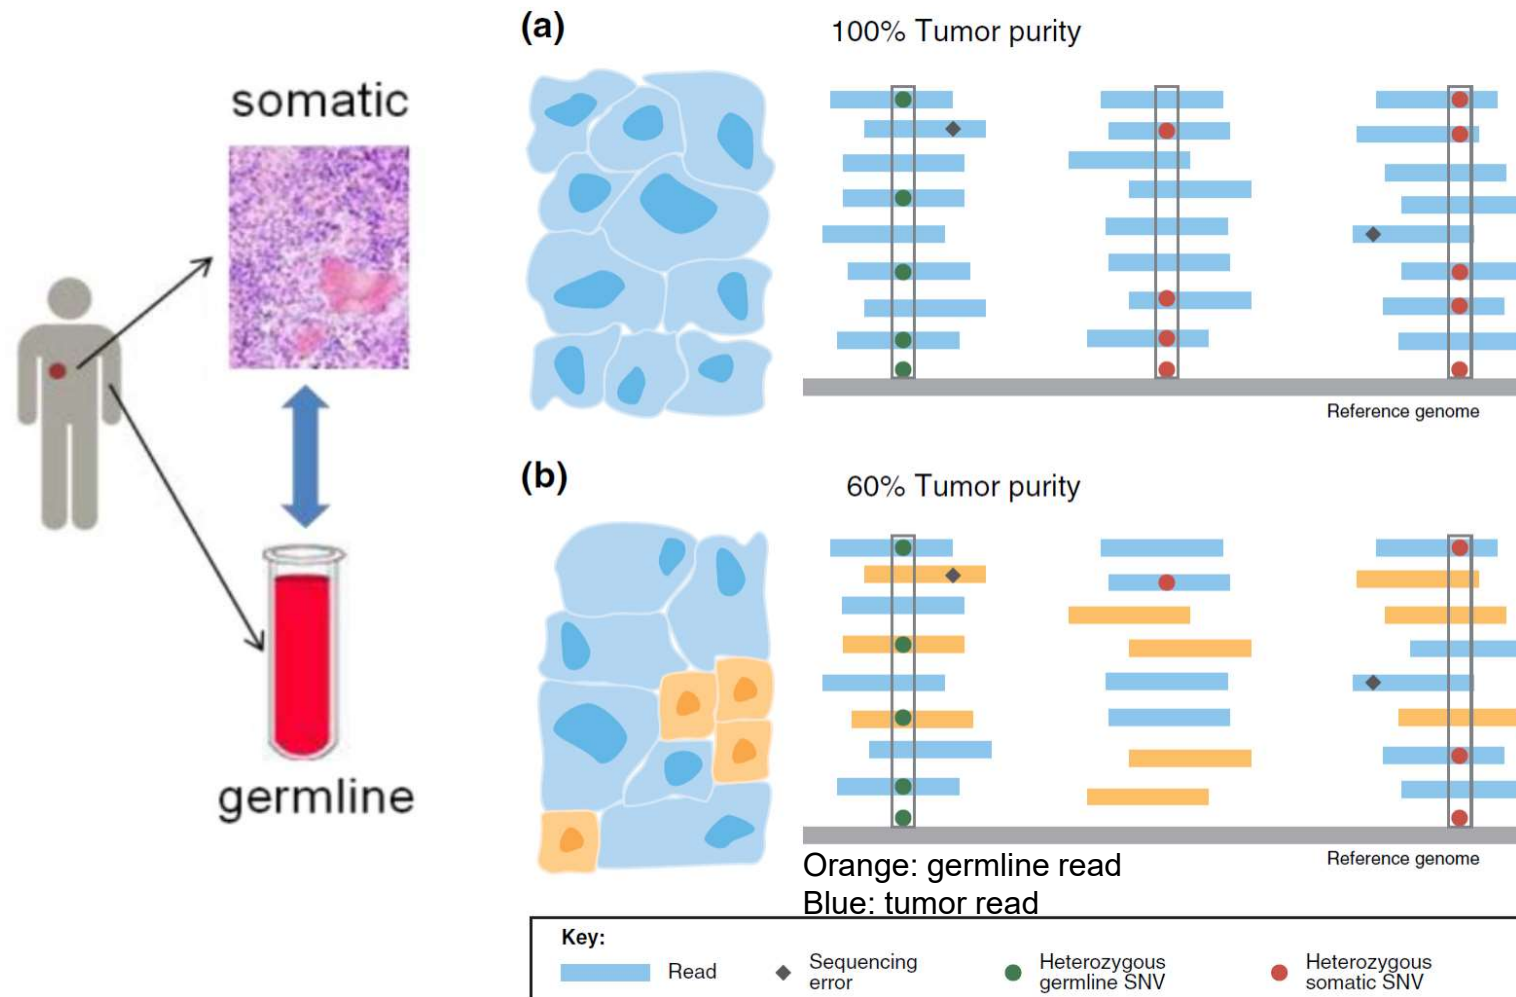 somatic
germline
(a)
100% Tumor purity
Reference genome
(b)
60% Tumor purity
Reference genome
Orange: germline read
Blue: tumor read
Key:
Read
Sequencing
error
Heterozygous
germline SNV
Heterozygous
somatic SNV